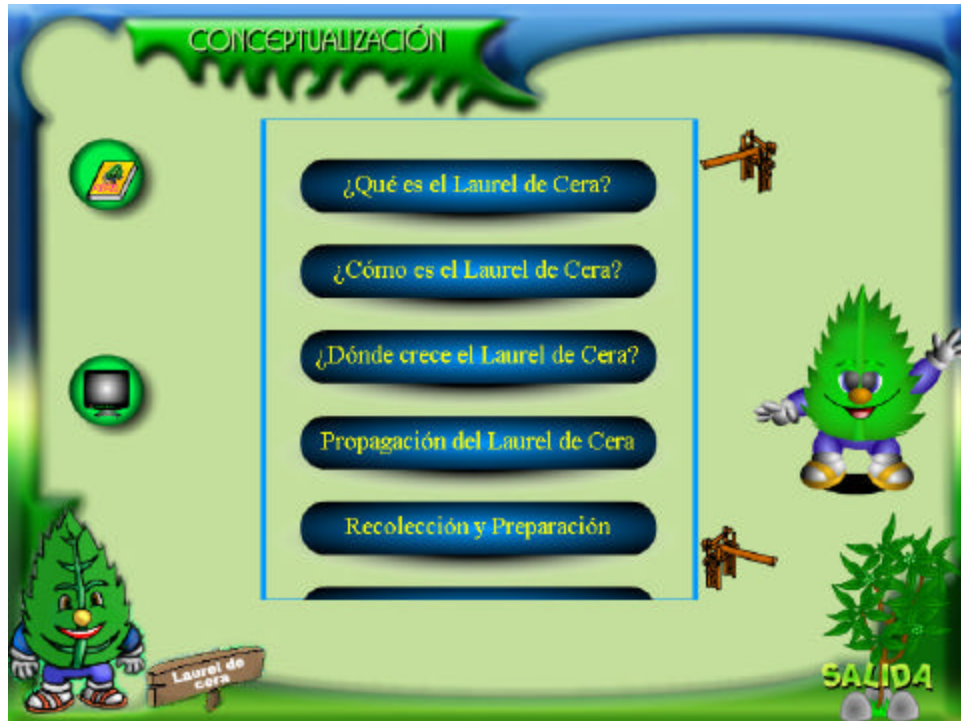 CONCEPTUALIZACIÓN
¿Qué es el Laurel de Cera?
¿Cómo es el Laurel de Cera?
¿Dónde crece el Laurel de Cera?
Propagación del Laurel de Cera
Recolección y Preparación
Laurel de
cera
SALIDA